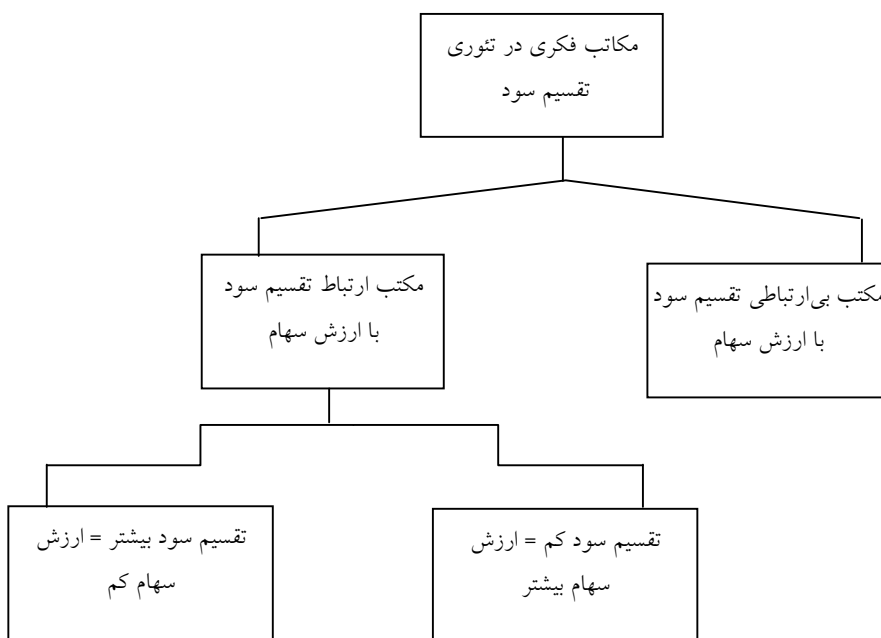 مکاتب فکری در تئوری
تقسیم سود
مکتب بی‌ارتباطی تقسیم سود
با ارزش سهام
مکتب ارتباط تقسیم سود
با ارزش سهام
تقسیم سود کم = ارزش
سهام بیشتر
تقسیم سود بیشتر = ارزش
سهام کم